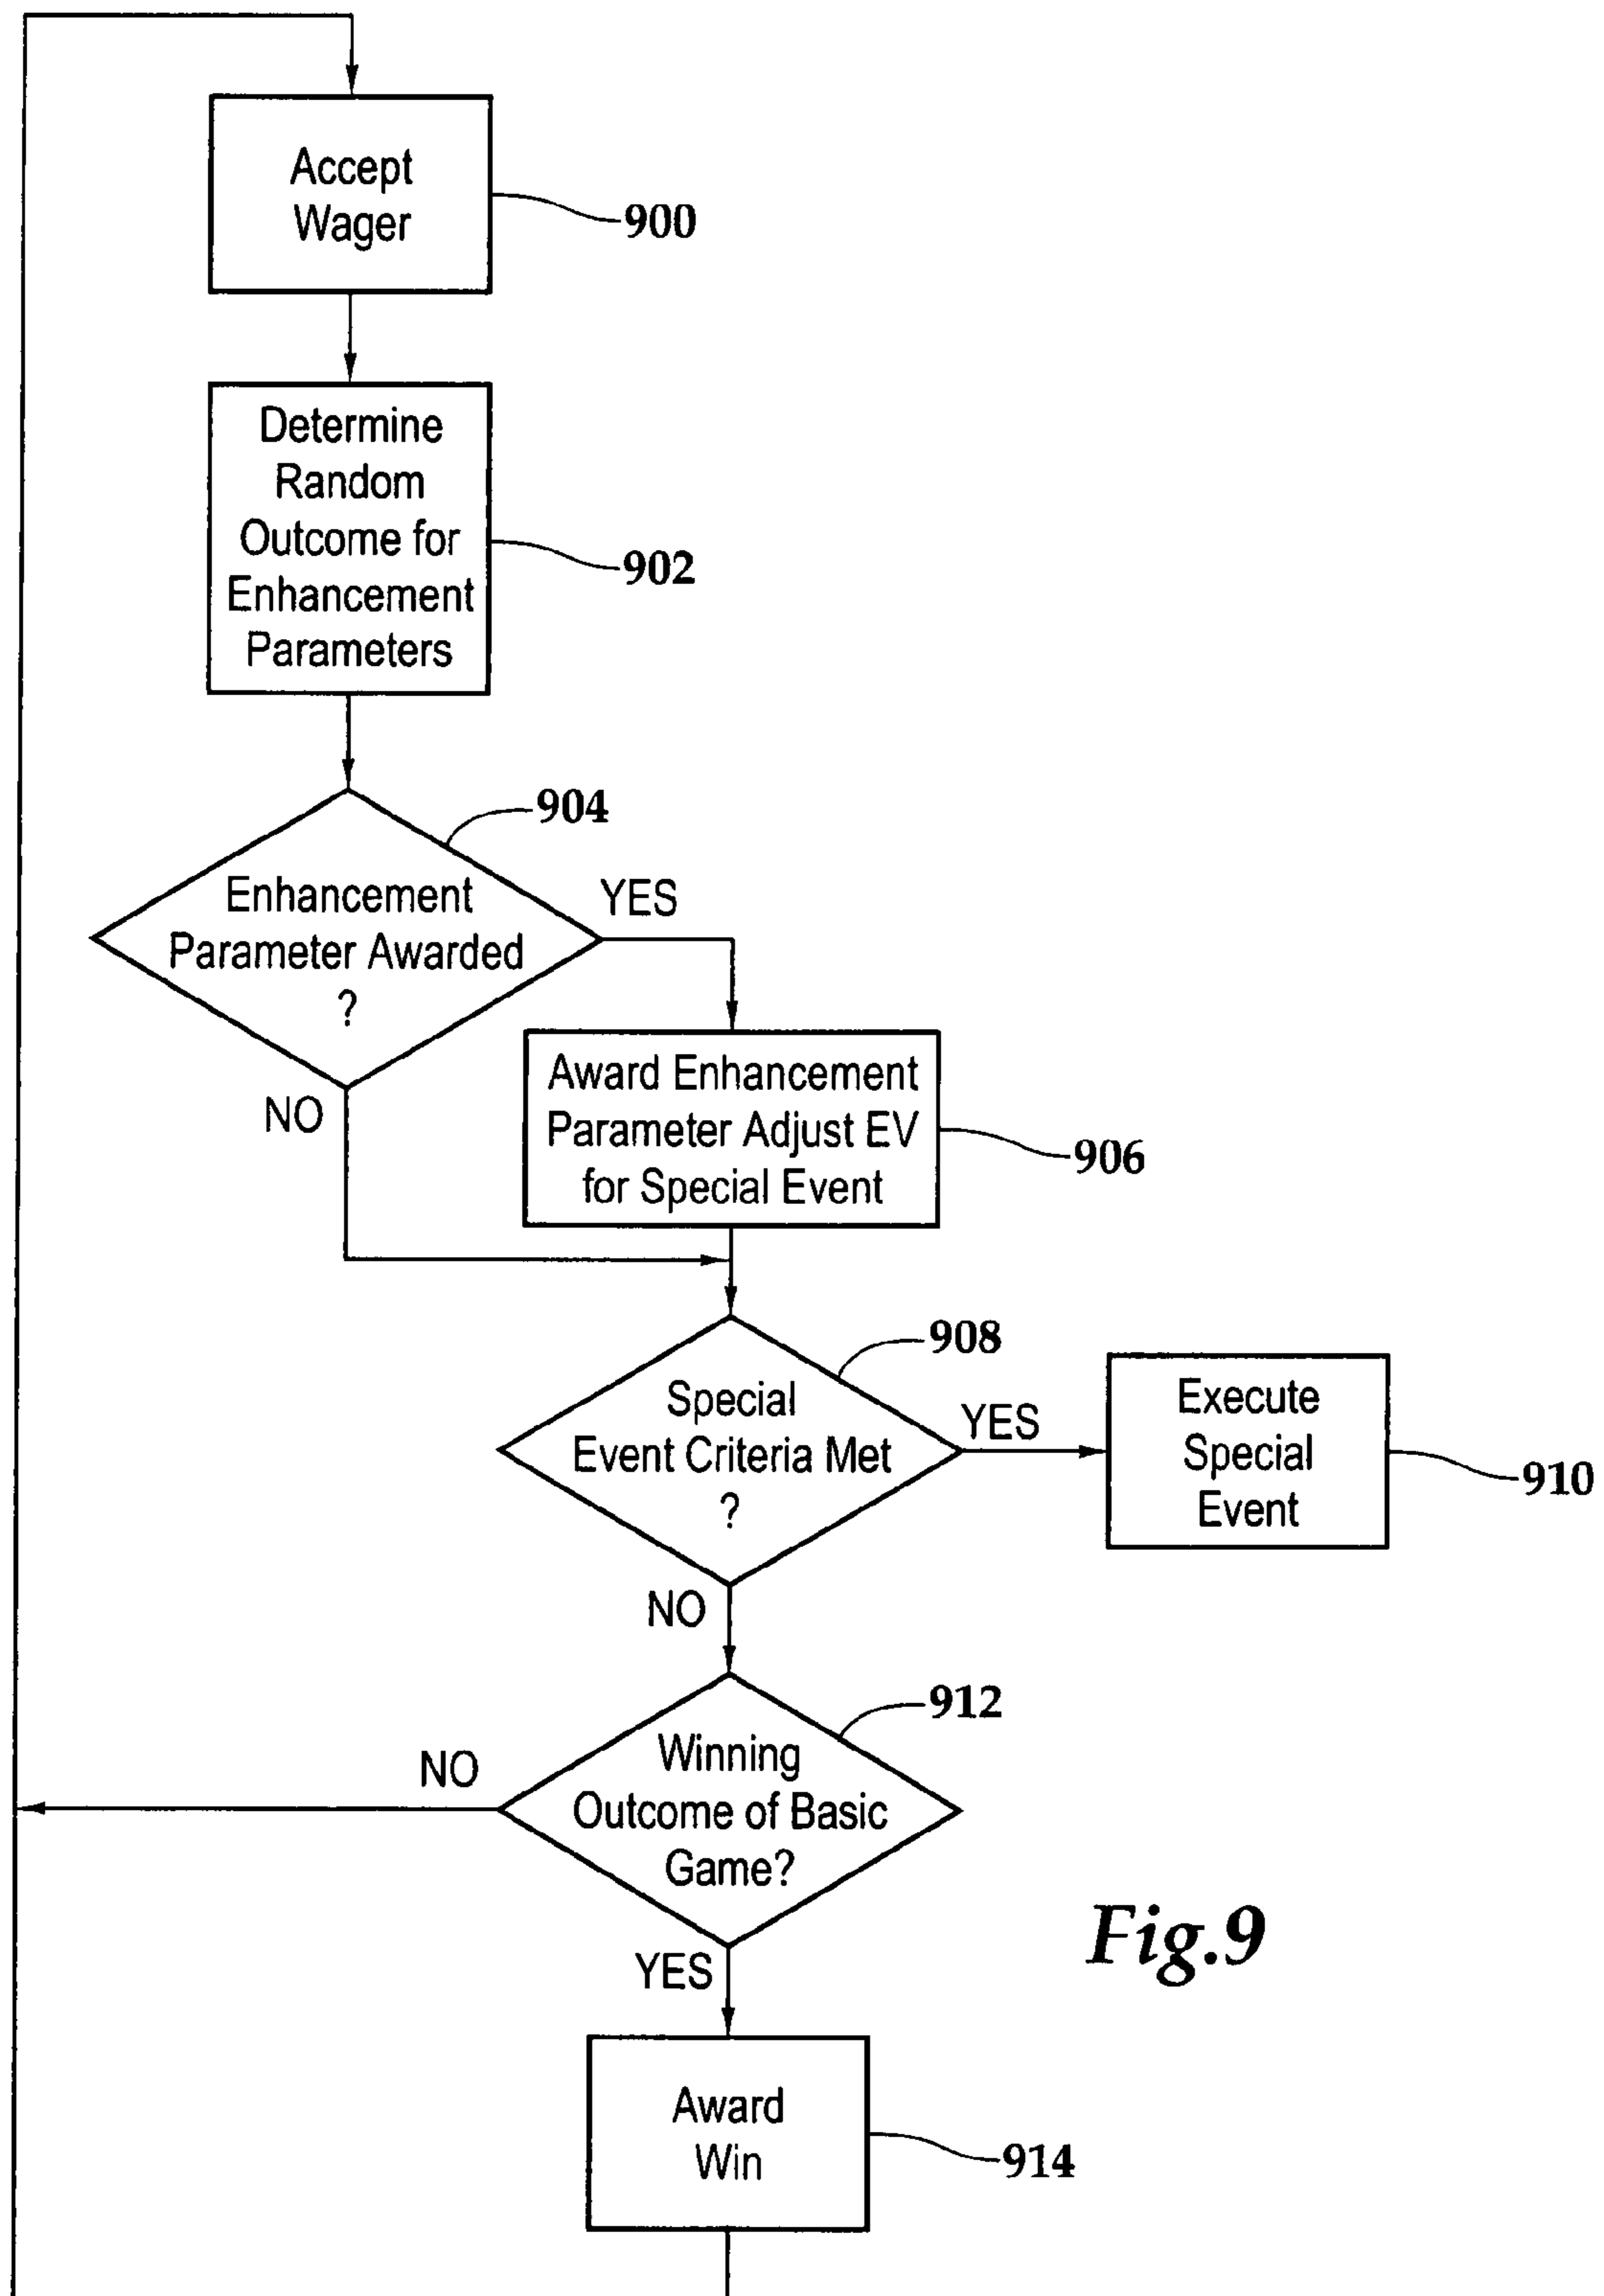 Accept
Wager
900
Determine
Random
Outcome for
Enhancement
Parameters
902
904
Enhancement
Parameter Awarded
?
YES
NO
Award Enhancement
Parameter Adjust EV
for Special Event
906
908
Special
Event Criteria Met
?
YES
Execute
Special
Event
910
NO
912
Winning
Outcome of Basic
Game?
NO
YES
Fig.9
Award
Win
914